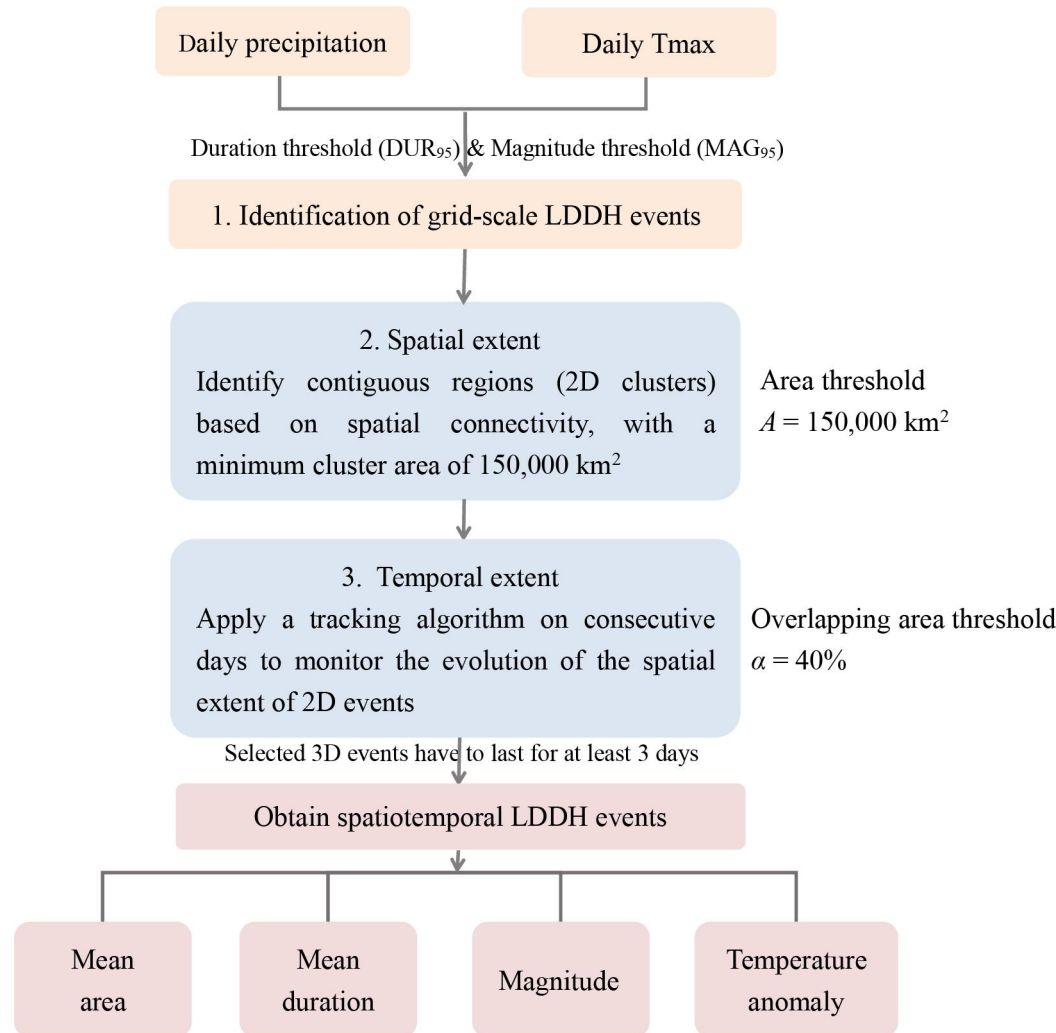 Daily precipitation
Daily Tmax
Duration threshold (DUR₉₅) & Magnitude threshold (MAG₉₅)
1. Identification of grid-scale LDDH events
2. Spatial extent
Identify contiguous regions (2D clusters)
based on spatial connectivity, with a
minimum cluster area of 150,000 km²
Area threshold
A = 150,000 km²
3. Temporal extent
Apply a tracking algorithm on consecutive
days to monitor the evolution of the spatial
extent of 2D events
Overlapping area threshold
α = 40%
Selected 3D events have to last for at least 3 days
Obtain spatiotemporal LDDH events
Mean
area
Mean
duration
Magnitude
Temperature
anomaly